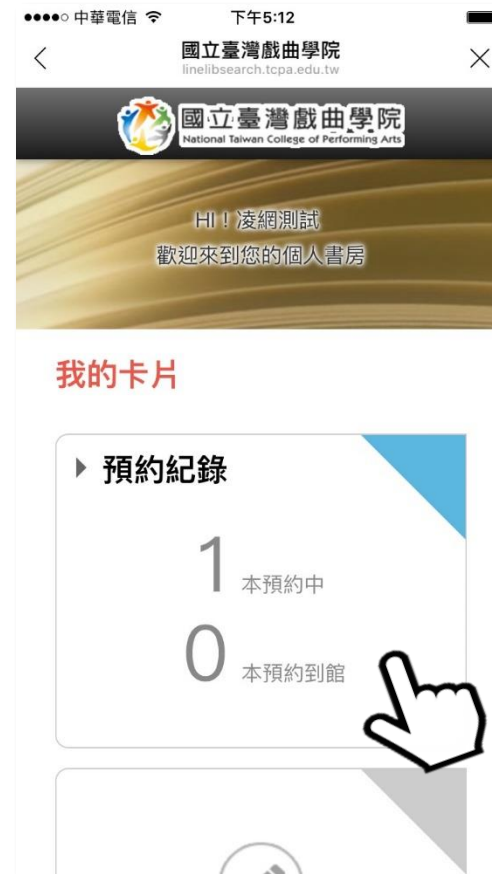 中華電信
下午5:12
國立臺灣戲曲學院
linelibsearch.tcpa.edu.tw
國立臺灣戲曲學院
National Taiwan College of Performing Arts
HI！凌網測試
歡迎來到您的個人書房
我的卡片
預約紀錄
1 本預約中
0 本預約到館